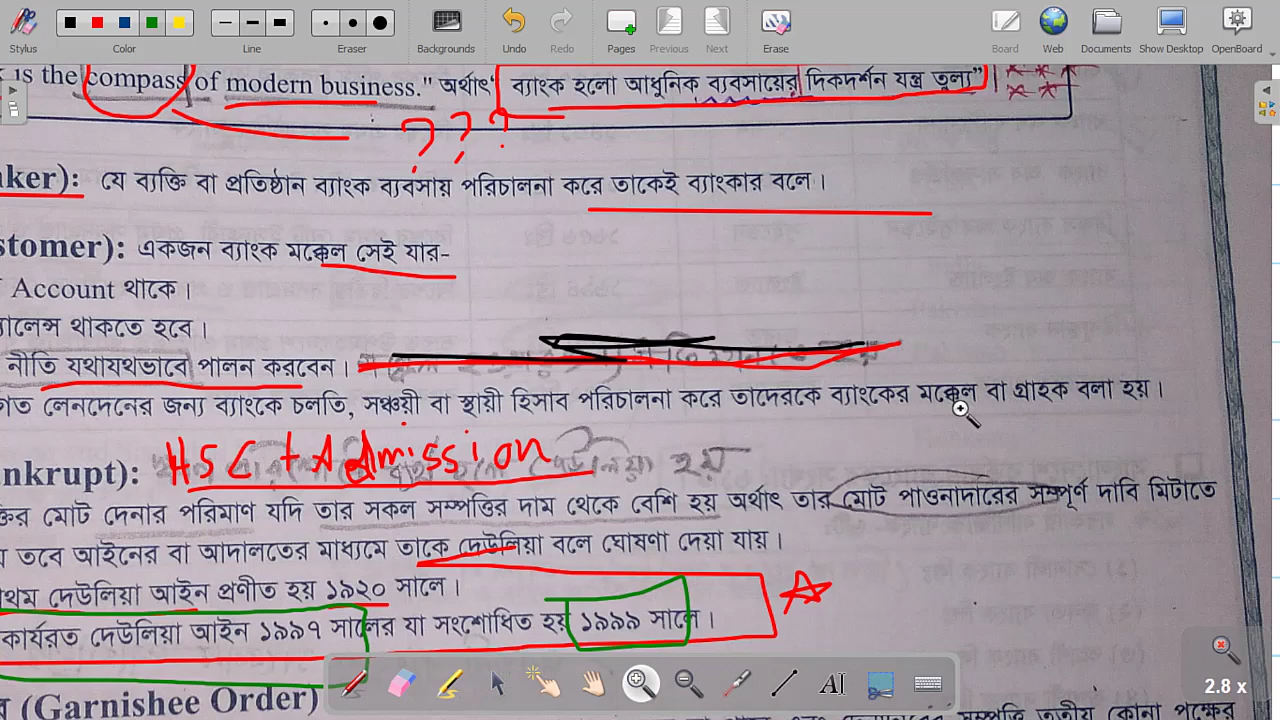 Stylus Color Line Eraser Backgrounds Undo Redo Pages Previous Next Erase Board Web Documents Show Desktop OpenBoard
is the compass of modern business." অর্থাৎ "ব্যাংক হলো আধুনিক ব্যবসায়ের দিকদর্শন যন্ত্র তুল্য"
???
ker): যে ব্যক্তি বা প্রতিষ্ঠান ব্যাংক ব্যবসায় পরিচালনা করে তাকেই ব্যাংকার বলে।
stomer): একজন ব্যাংক মক্কেল সেই যার-
Account থাকে।
্যালেন্স থাকতে হবে।
নীতি যথাযথভাবে পালন করবেন।
লেনদেনের জন্য ব্যাংকে চলতি, সঞ্চয়ী বা স্থায়ী হিসাব পরিচালনা করে তাদেরকে ব্যাংকের মক্কেল বা গ্রাহক বলা হয়।
HSC + Admission
nkrupt):
ক্তির মোট দেনার পরিমাণ যদি তার সকল সম্পত্তির দাম থেকে বেশি হয় অর্থাৎ তার মোট পাওনাদারের সম্পূর্ণ দাবি মিটাতে
তবে আইনের বা আদালতের মাধ্যমে তাকে দেউলিয়া বলে ঘোষণা দেয়া যায়।
থম দেউলিয়া আইন প্রণীত হয় ১৯২০ সালে।
কার্যরত দেউলিয়া আইন ১৯৯৭ সালের যা সংশোধিত হয় ১৯৯৯ সালে।
(Garnishee Order)
সম্পত্তি তৃতীয় কোনো পক্ষের
2.8 x